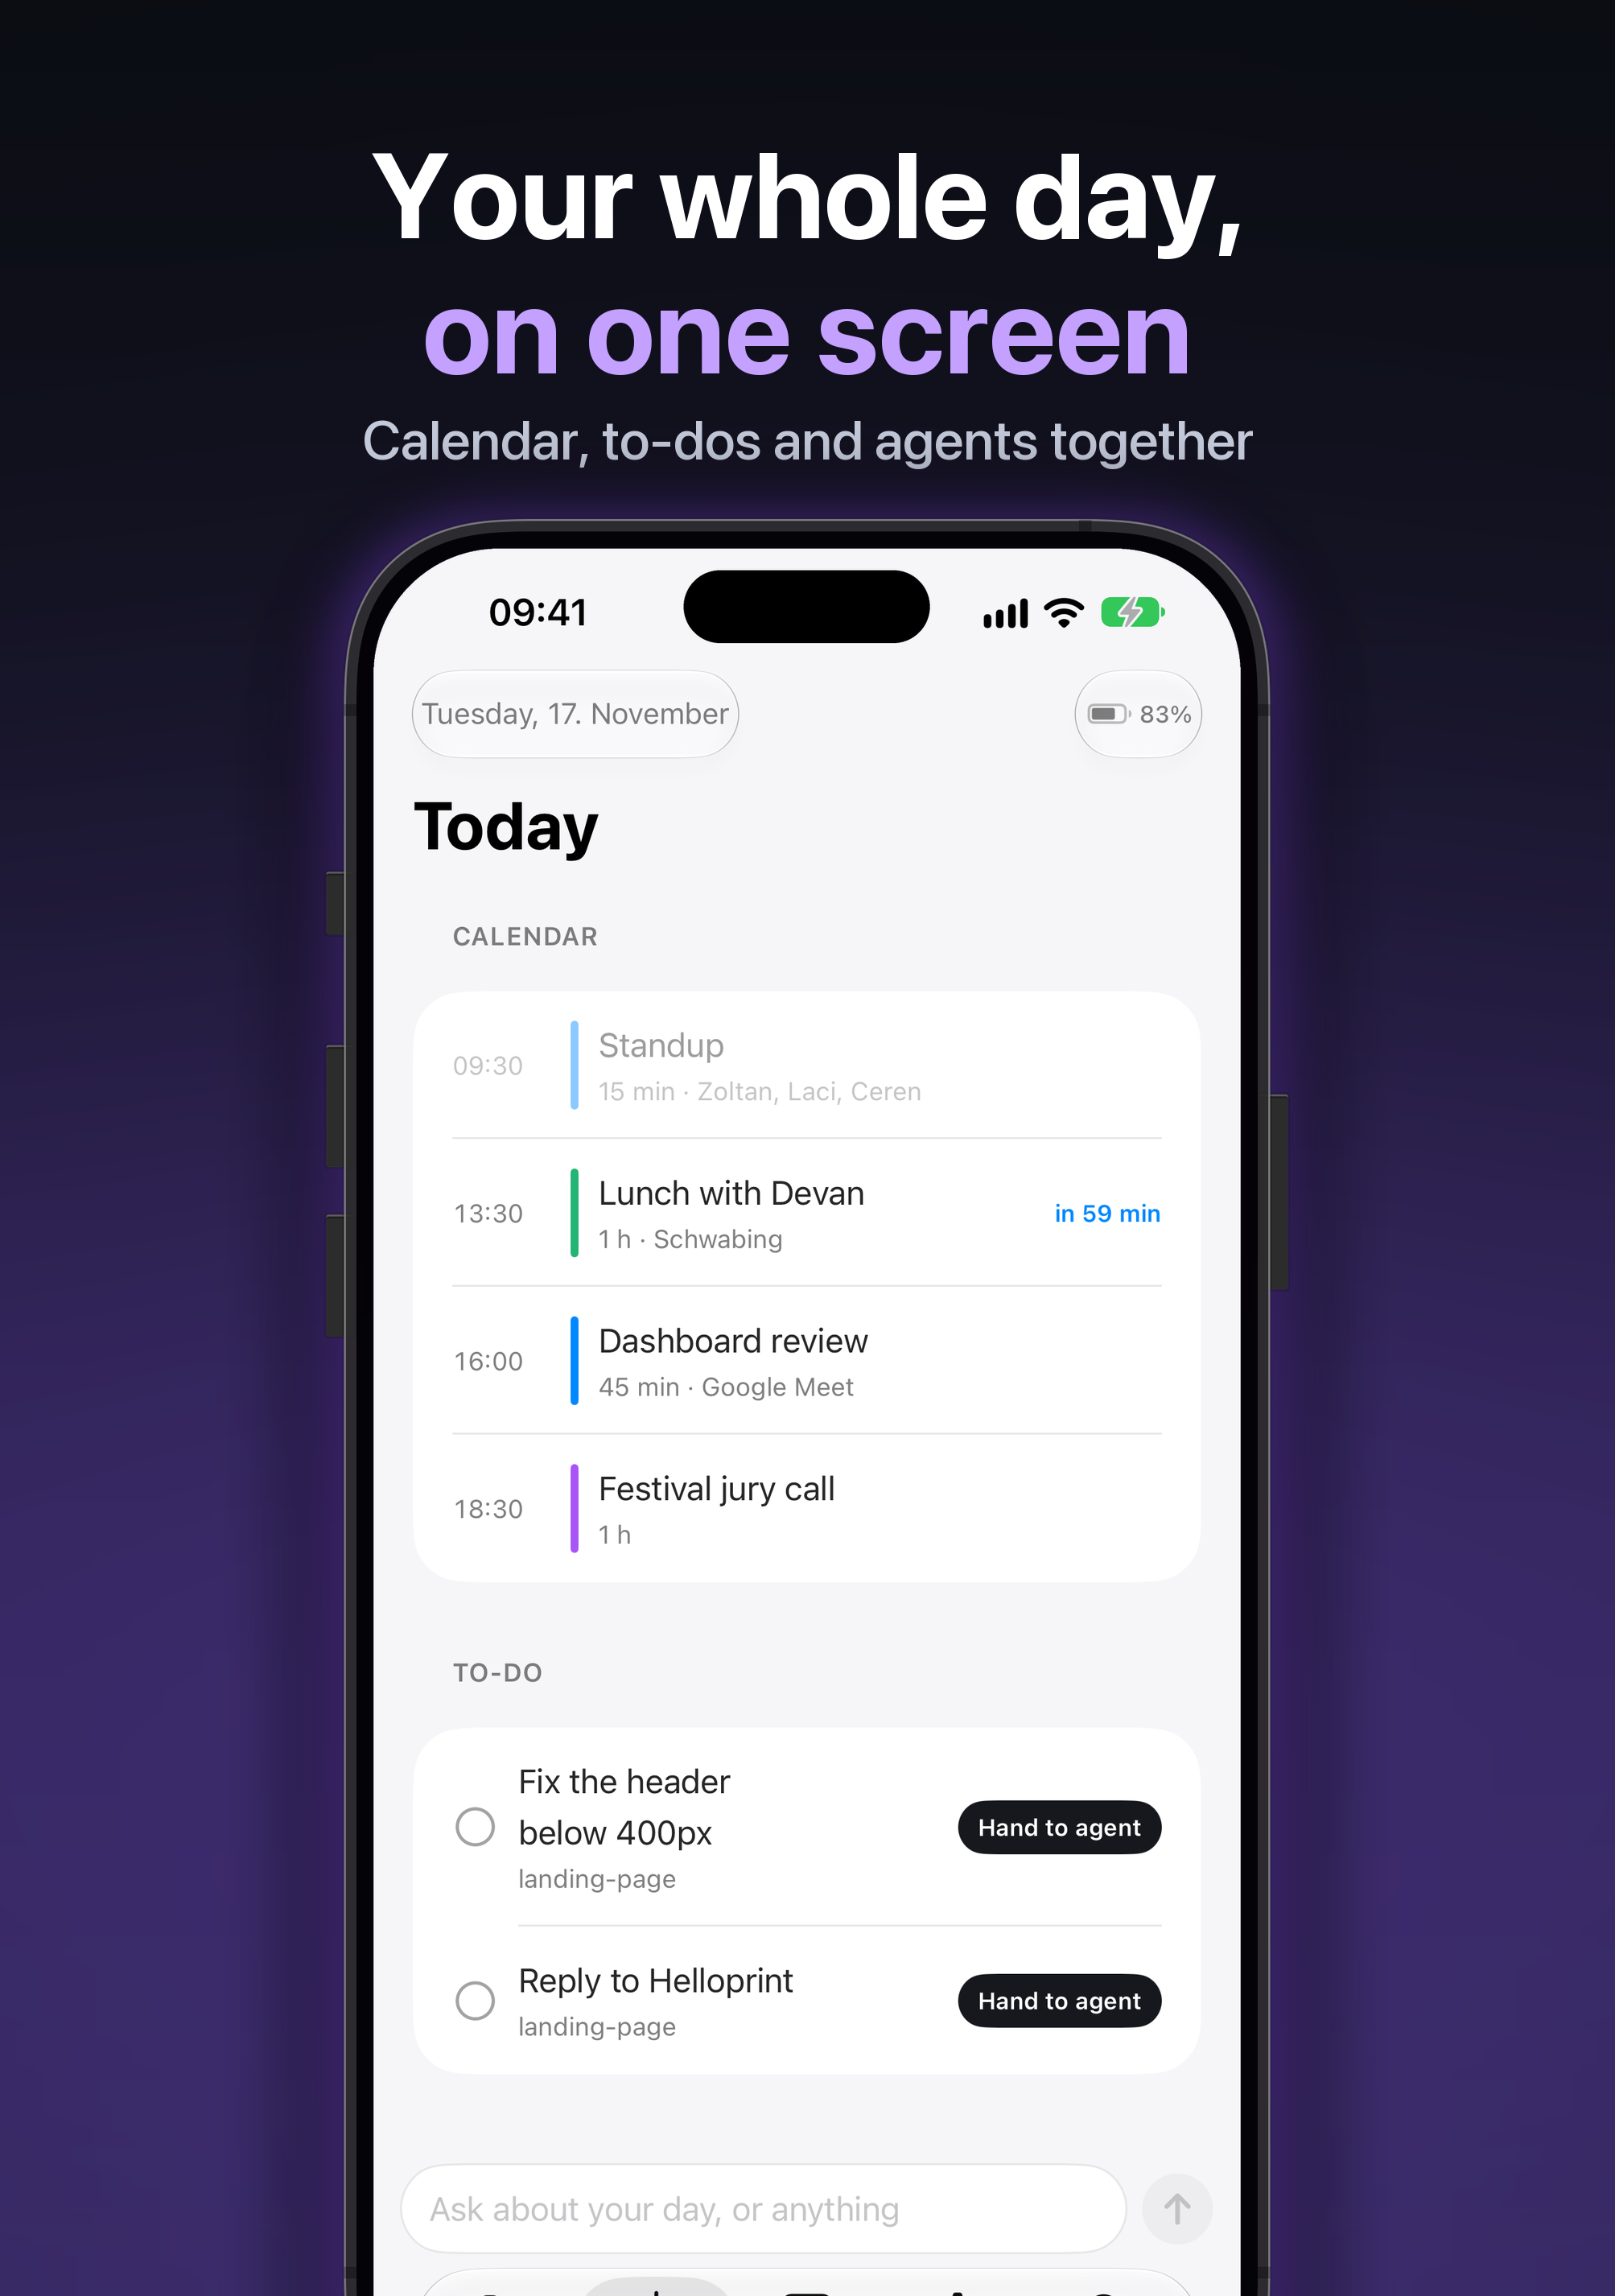 Your whole day,
on one screen
Calendar, to-dos and agents together
09:41
Tuesday, 17. November
83%
Today
CALENDAR
09:30
Standup
15 min · Zoltan, Laci, Ceren
13:30
Lunch with Devan
1 h · Schwabing
in 59 min
16:00
Dashboard review
45 min · Google Meet
18:30
Festival jury call
1 h
TO-DO
Fix the header
below 400px
landing-page
Hand to agent
Reply to Helloprint
landing-page
Hand to agent
Ask about your day, or anything